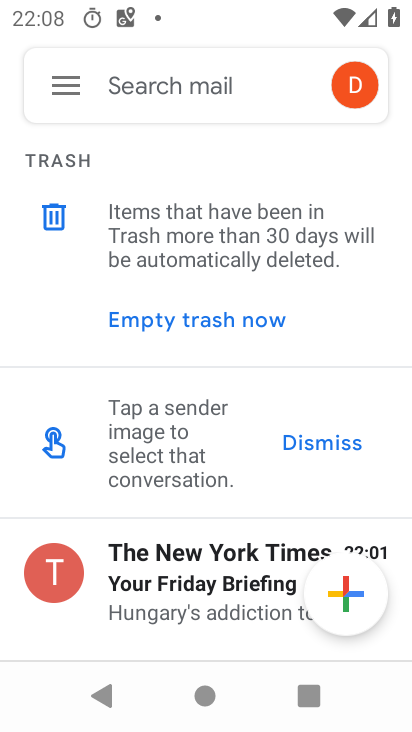 22:08
Search mail
D
TRASH
Items that have been in
Trash more than 30 days will
be automatically deleted.
Empty trash now
Tap a sender
image to
select that
conversation.
Dismiss
T
The New York Times
22:01
Your Friday Briefing
Hungary's addiction